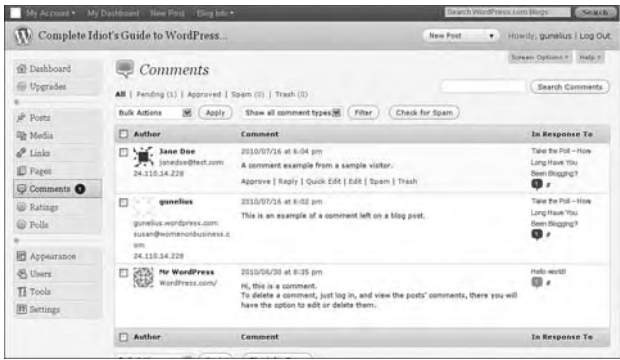 My Account
My Dashboard
New Post
Blog Info
Search WordPress.com Blogs
Search
Complete Idiot's Guide to WordPress...
New Post
Howdy, gunelius | Log Out
Screen Options
Help
Dashboard
Upgrades
Posts
Media
Links
Pages
Comments 1
Ratings
Polls
Appearance
Users
Tools
Settings
Comments
All | Pending (1) | Approved | Spam (0) | Trash (0)
Search Comments
Bulk Actions
Apply
Show all comment types
Filter
Check for Spam
Author
Comment
In Response To
Jane Doe
janedoe@test.com
24.110.14.228
2010/07/16 at 6:04 pm
A comment example from a sample visitor.
Approve | Reply | Quick Edit | Edit | Spam | Trash
Take the Poll – How
Long Have You
Been Blogging?
#
gunelius
gunelius.wordpress.com
susan@womenonbusiness.c
om
24.110.14.228
2010/07/16 at 6:02 pm
This is an example of a comment left on a blog post.
Take the Poll – How
Long Have You
Been Blogging?
#
Mr WordPress
WordPress.com/
2010/06/30 at 8:35 pm
Hi, this is a comment.
To delete a comment, just log in, and view the posts' comments, there you will
have the option to edit or delete them.
Hello world!
#
Author
Comment
In Response To